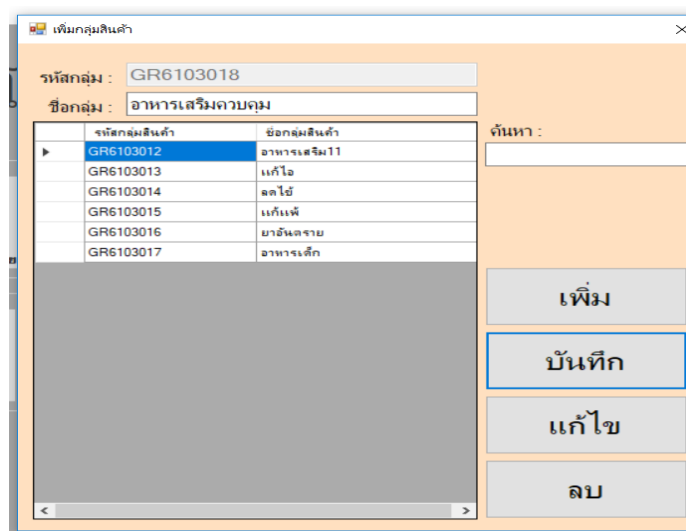 เพิ่มกลุ่มสินค้า
รหัสกลุ่ม : GR6103018
ชื่อกลุ่ม : อาหารเสริมควบคุม
รหัสกลุ่มสินค้า ชื่อกลุ่มสินค้า
GR6103012 อาหารเสริม11
GR6103013 แก้ไอ
GR6103014 ลดไข้
GR6103015 แก้แพ้
GR6103016 ยาอันตราย
GR6103017 อาหารเด็ก
ค้นหา :
เพิ่ม
บันทึก
แก้ไข
ลบ